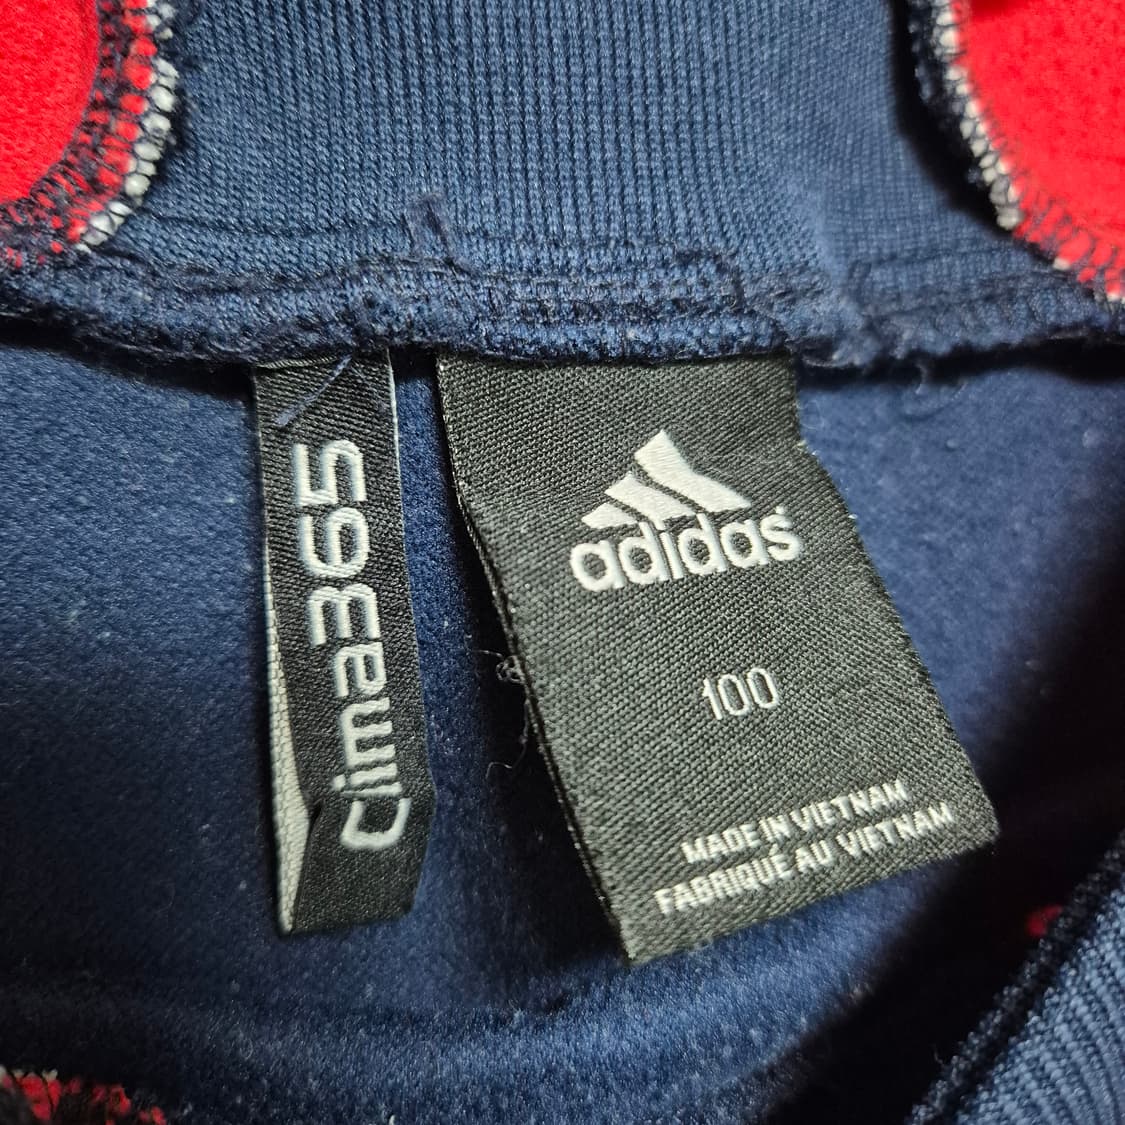 Clima365
adidas
100
MADE IN VIETNAM
FABRIQUÉ AU VIETNAM